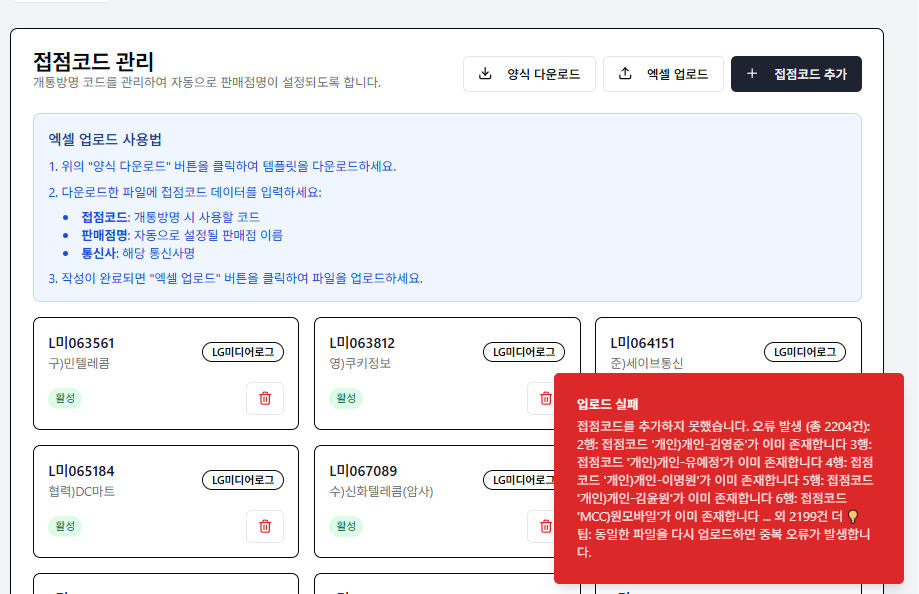 접점코드 관리
개통방명 코드를 관리하여 자동으로 판매점명이 설정되도록 합니다.
양식 다운로드
엑셀 업로드
접점코드 추가
엑셀 업로드 사용법
1. 위의 "양식 다운로드" 버튼을 클릭하여 템플릿을 다운로드하세요.
2. 다운로드한 파일에 접점코드 데이터를 입력하세요:
• 접점코드: 개통방명 시 사용할 코드
• 판매점명: 자동으로 설정될 판매점 이름
• 통신사: 해당 통신사명
3. 작성이 완료되면 "엑셀 업로드" 버튼을 클릭하여 파일을 업로드하세요.
L미063561
구)민텔레콤
LG미디어로그
활성
L미063812
영)쿠키정보
LG미디어로그
활성
L미064151
준)세이브통신
LG미디어로그
L미065184
협력)DC마트
LG미디어로그
활성
L미067089
수)신화텔레콤(암사)
LG미디어로그
활성
업로드 실패
접점코드를 추가하지 못했습니다. 오류 발생 (총 2204건):
2행: 접점코드 '개인)개인-김영준'가 이미 존재합니다 3행:
접점코드 '개인)개인-유예정'가 이미 존재합니다 4행: 접점
코드 '개인)개인-이명원'가 이미 존재합니다 5행: 접점코드
'개인)개인-김윤원'가 이미 존재합니다 6행: 접점코드
'MCC)원모바일'가 이미 존재합니다 ... 외 2199건 더 💡
팁: 동일한 파일을 다시 업로드하면 중복 오류가 발생합니
다.